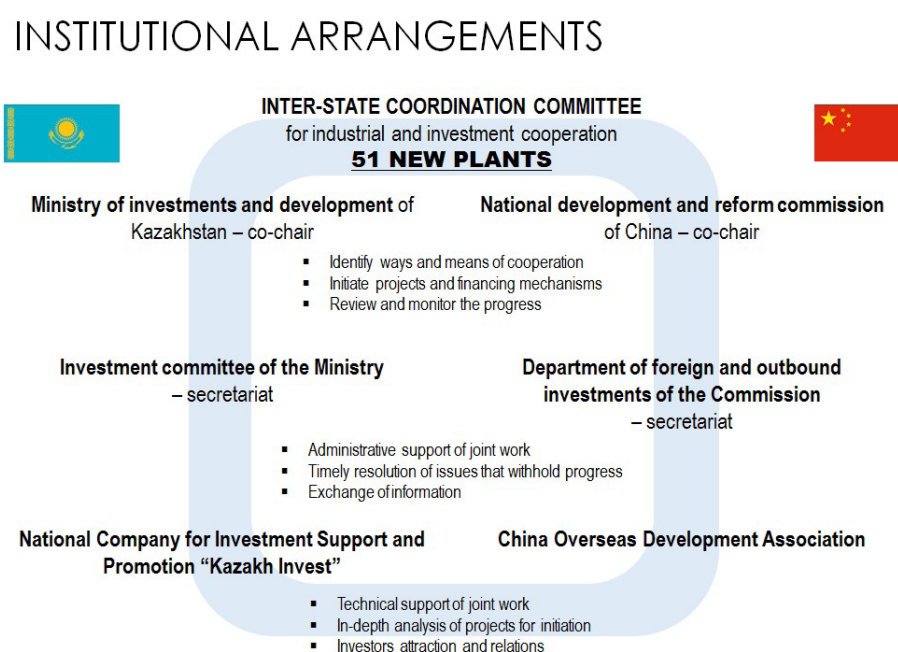 INSTITUTIONAL ARRANGEMENTS
INTER-STATE COORDINATION COMMITTEE
for industrial and investment cooperation
51 NEW PLANTS
Ministry of investments and development of
Kazakhstan – co-chair
National development and reform commission
of China – co-chair
▪ Identify ways and means of cooperation
▪ Initiate projects and financing mechanisms
▪ Review and monitor the progress
Investment committee of the Ministry
– secretariat
Department of foreign and outbound
investments of the Commission
– secretariat
▪ Administrative support of joint work
▪ Timely resolution of issues that withhold progress
▪ Exchange of information
National Company for Investment Support and
Promotion “Kazakh Invest”
China Overseas Development Association
▪ Technical support of joint work
▪ In-depth analysis of projects for initiation
▪ Investors attraction and relations